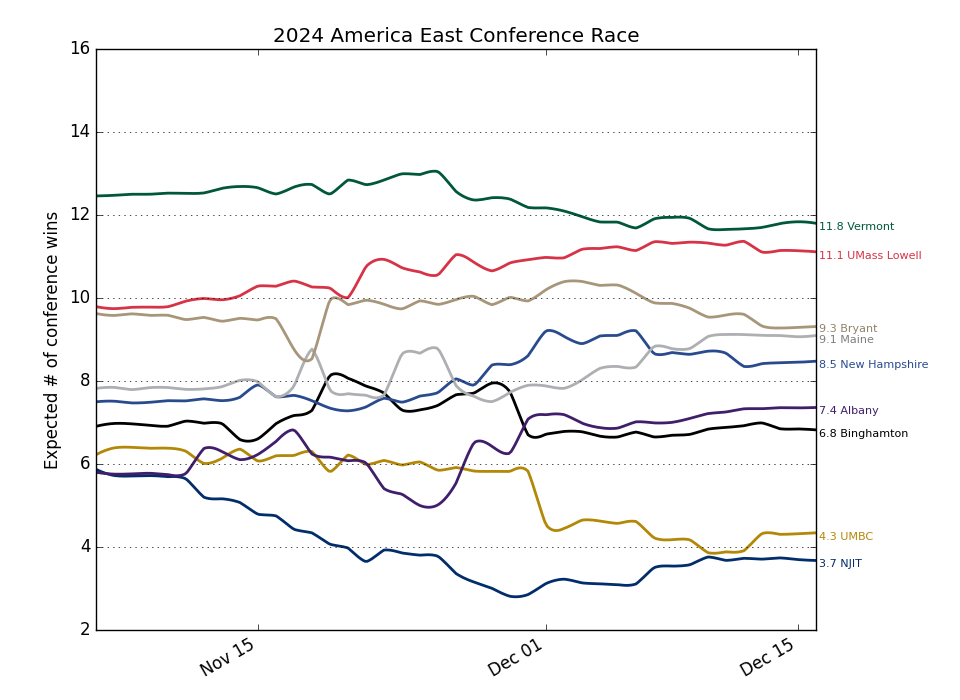 2024 America East Conference Race
Expected # of conference wins
16
14
12
10
8
6
4
2
11.8 Vermont
11.1 UMass Lowell
9.3 Bryant
9.1 Maine
8.5 New Hampshire
7.4 Albany
6.8 Binghamton
4.3 UMBC
3.7 NJIT
Nov 15
Dec 01
Dec 15